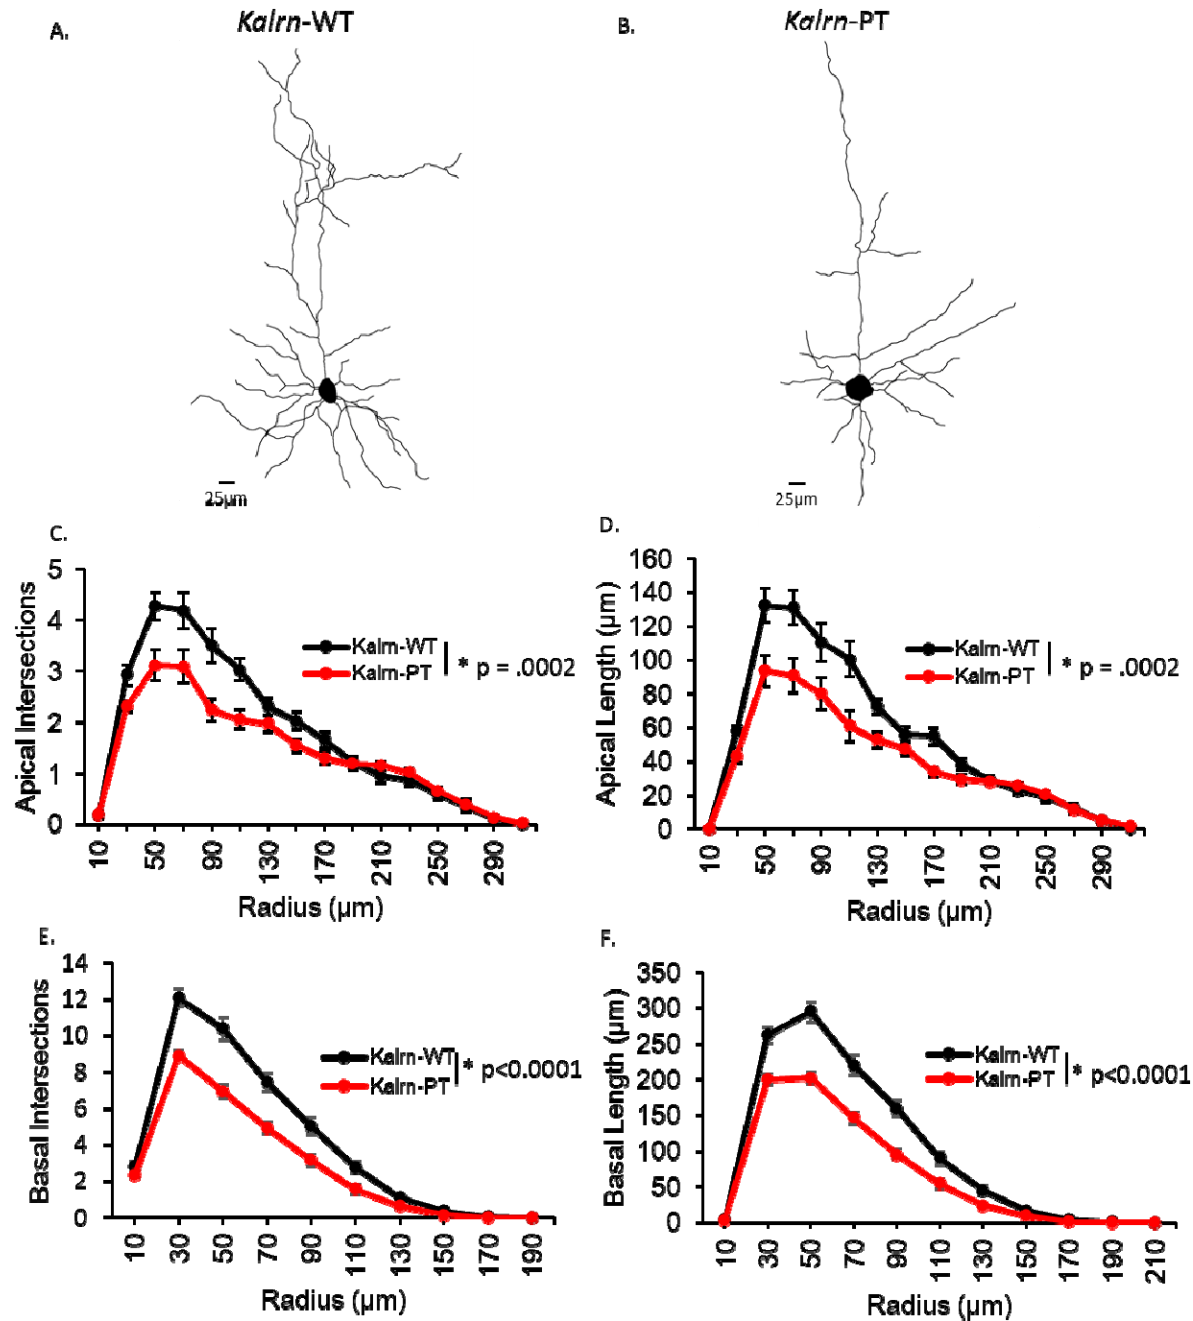 A.
Kalrn-WT
B.
Kalrn-PT
25µm
25µm
C.
Apical Intersections
5
4
3
2
1
0
Kalrn-WT
Kalrn-PT
* p = .0002
10
50
90
130
170
210
250
290
Radius (µm)
D.
Apical Length (µm)
160
140
120
100
80
60
40
20
0
Kalrn-WT
Kalrn-PT
* p = .0002
10
50
90
130
170
210
250
290
Radius (µm)
E.
Basal Intersections
14
12
10
8
6
4
2
0
Kalrn-WT
Kalrn-PT
* p<0.0001
10
30
50
70
90
110
130
150
170
190
Radius (µm)
F.
Basal Length (µm)
350
300
250
200
150
100
50
0
Kalrn-WT
Kalrn-PT
* p<0.0001
10
30
50
70
90
110
130
150
170
190
210
Radius (µm)